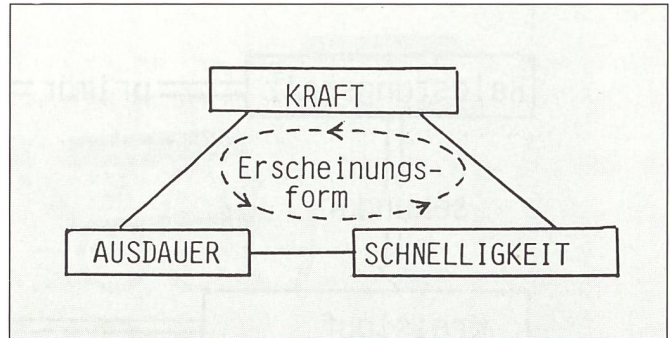 KRAFT
Erscheinungs-
form
AUSDAUER
SCHNELLIGKEIT